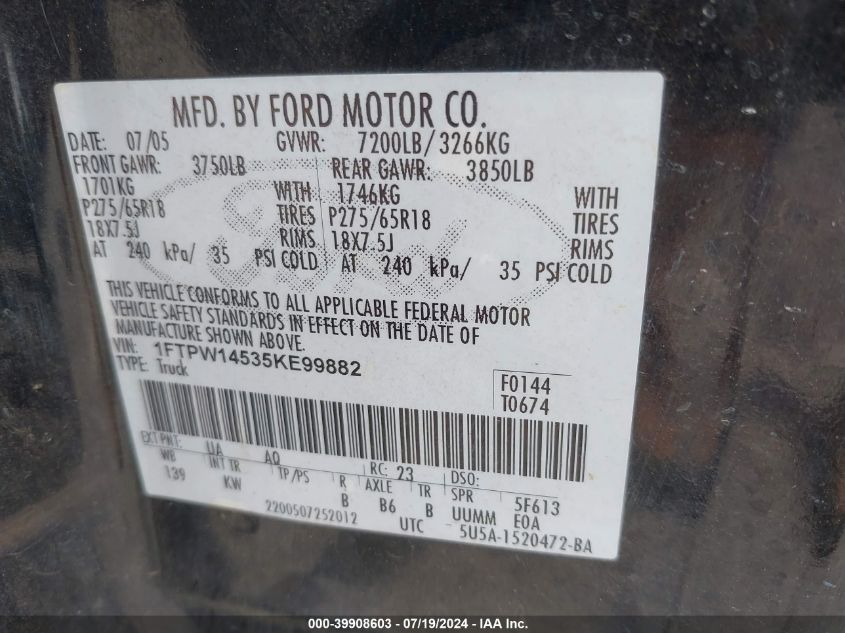 MFD. BY FORD MOTOR CO.
DATE: 07/05 GVWR: 7200LB/3266KG
FRONT GAWR: 3750LB REAR GAWR: 3850LB
1701KG WITH 1746KG WITH
P275/65R18 TIRES P275/65R18 TIRES
18X7.5J RIMS 18X7.5J RIMS
AT 240 kPa/ 35 PSI COLD AT 240 kPa/ 35 PSI COLD
THIS VEHICLE CONFORMS TO ALL APPLICABLE FEDERAL MOTOR
VEHICLE SAFETY STANDARDS IN EFFECT ON THE DATE OF
MANUFACTURE SHOWN ABOVE.
VIN: 1FTPW14535KE99882
TYPE: Truck
F0144
T0674
EXT PNT: UA AQ RC: 23 DSO:
WB INT TR TP/PS R AXLE TR SPR 5F613
139 KW B B6 B UUMM EOA
2200507252012 UTC 5U5A-1520472-BA
000-39908603 - 07/19/2024 - IAA Inc.